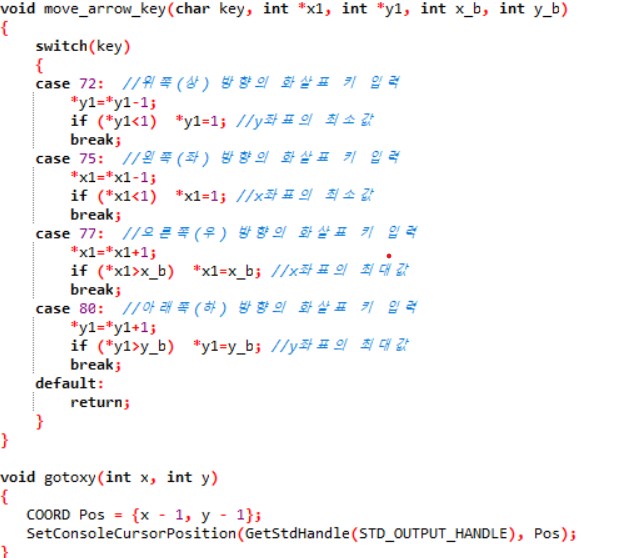 void move_arrow_key(char key, int *x1, int *y1, int x_b, int y_b)
{
switch(key)
{
case 72: //위쪽(상) 방향의 화살표 키 입력
*y1=*y1-1;
if (*y1<1) *y1=1; //y좌표의 최소값
break;
case 75: //왼쪽(좌) 방향의 화살표 키 입력
*x1=*x1-1;
if (*x1<1) *x1=1; //x좌표의 최소값
break;
case 77: //오른쪽(우) 방향의 화살표 키 입력
*x1=*x1+1;
if (*x1>x_b) *x1=x_b; //x좌표의 최대값
break;
case 80: //아래쪽(하) 방향의 화살표 키 입력
*y1=*y1+1;
if (*y1>y_b) *y1=y_b; //y좌표의 최대값
break;
default:
return;
}
}
void gotoxy(int x, int y)
{
COORD Pos = {x - 1, y - 1};
SetConsoleCursorPosition(GetStdHandle(STD_OUTPUT_HANDLE), Pos);
}